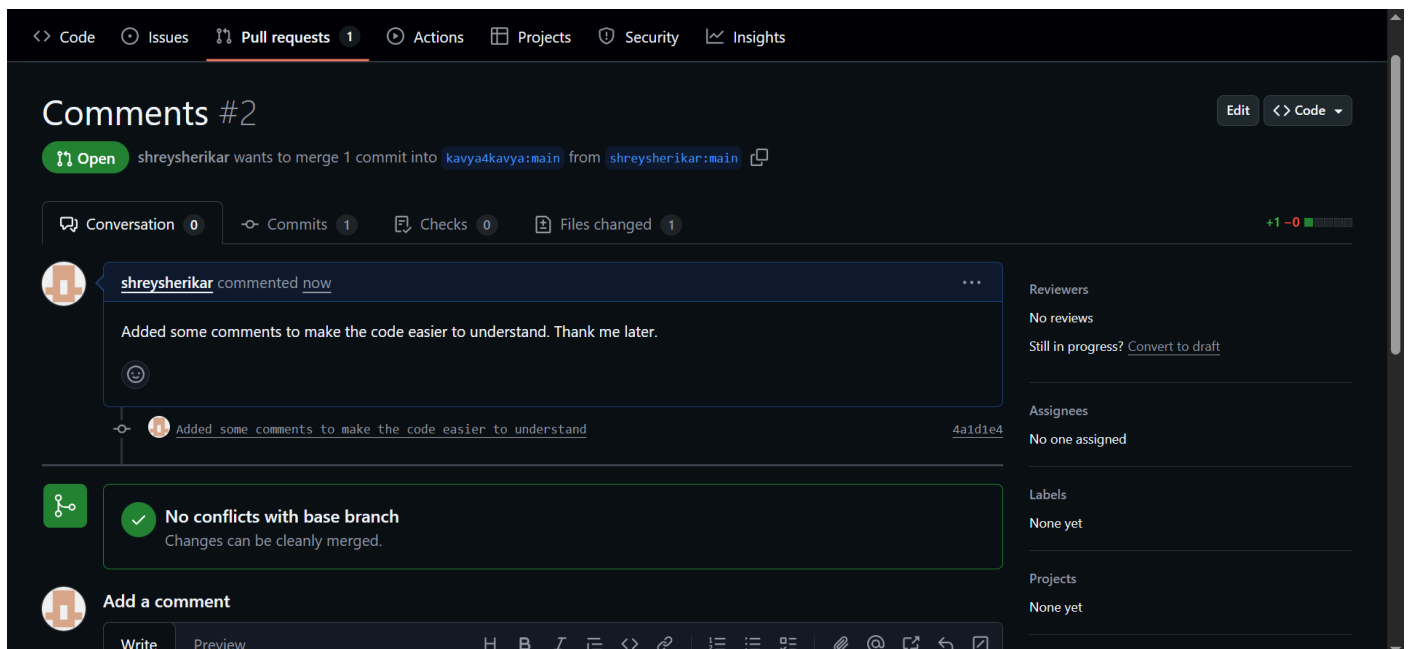 Code Issues Pull requests 1 Actions Projects Security Insights
Comments #2
Edit <> Code
Open shreysherikar wants to merge 1 commit into kavya4kavya:main from shreysherikar:main
Conversation 0 Commits 1 Checks 0 Files changed 1
+1 −0
shreysherikar commented now
Added some comments to make the code easier to understand. Thank me later.
Added some comments to make the code easier to understand 4a1d1e4
No conflicts with base branch
Changes can be cleanly merged.
Add a comment
Write Preview
Reviewers
No reviews
Still in progress? Convert to draft
Assignees
No one assigned
Labels
None yet
Projects
None yet